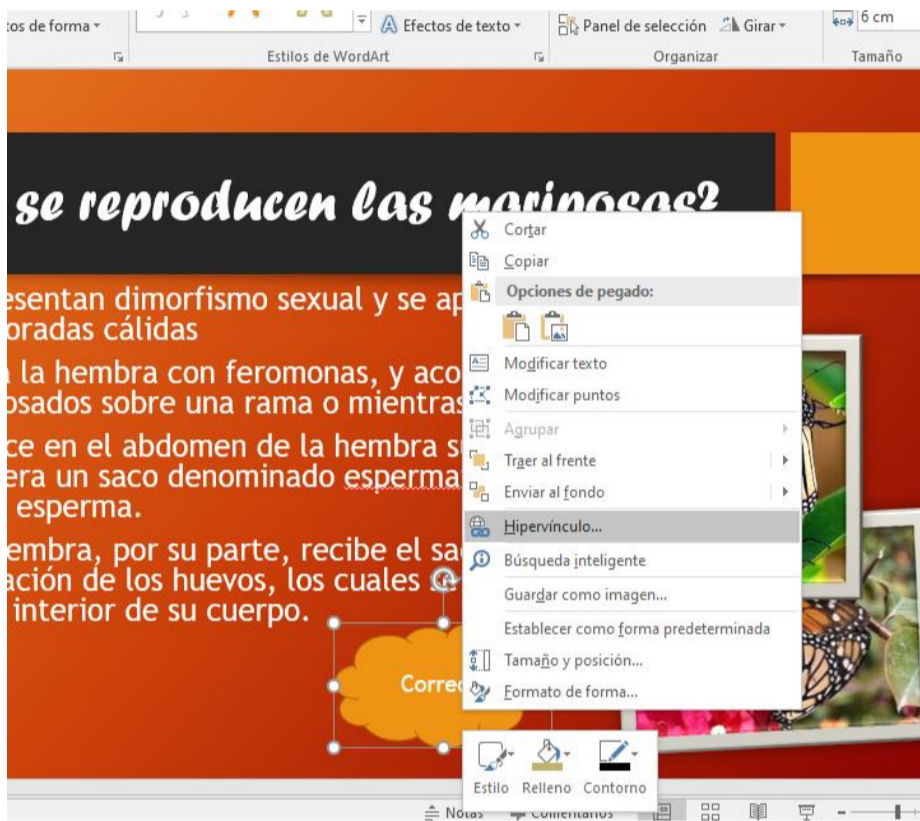 tos de forma
Efectos de texto
Panel de selección
Girar
6 cm
Estilos de WordArt
Organizar
Tamaño
se reproducen las mariposas?
esentan dimorfismo sexual y se ap
oradas cálidas
la hembra con feromonas, y aco
osados sobre una rama o mientras
ce en el abdomen de la hembra s
era un saco denominado esperma
esperma.
embra, por su parte, recibe el sa
ación de los huevos, los cuales se
interior de su cuerpo.
Correc
Cortar
Copiar
Opciones de pegado:
Modificar texto
Modificar puntos
Agrupar
Traer al frente
Enviar al fondo
Hipervínculo...
Búsqueda inteligente
Guardar como imagen...
Establecer como forma predeterminada
Tamaño y posición...
Formato de forma...
Estilo
Relleno
Contorno
Notas
Comentarios